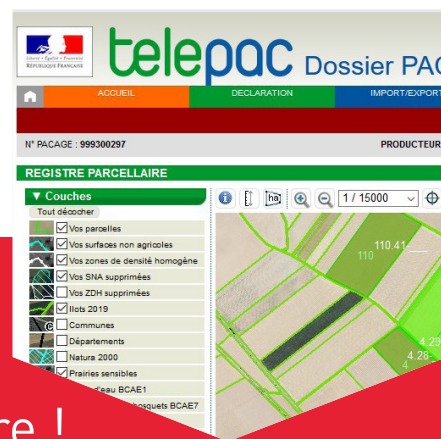 Liberté • Égalité • Fraternité
RÉPUBLIQUE FRANÇAISE
telepac Dossier PAC
ACCUEIL DECLARATION IMPORT/EXPORT
N° PACAGE : 999300297 PRODUCTEUR
REGISTRE PARCELLAIRE
▼ Couches
Tout décocher
ha 1 / 15000
Vos parcelles
Vos surfaces non agricoles
Vos zones de densité homogène
Vos SNA supprimées
Vos ZDH supprimées
Ilots 2019
Communes
Départements
Natura 2000
Prairies sensibles
d'eau BCAE1
bosquets BCAE7
110.41
110
4.29
4.28
4
re !